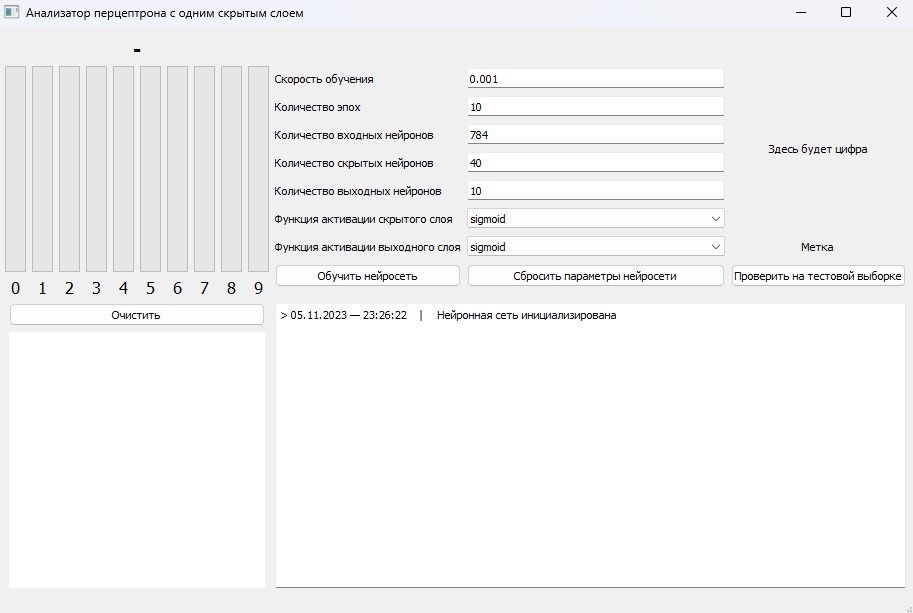 Анализатор перцептрона с одним скрытым слоем
-
0 1 2 3 4 5 6 7 8 9
Очистить
Скорость обучения 0.001
Количество эпох 10
Количество входных нейронов 784
Количество скрытых нейронов 40
Количество выходных нейронов 10
Функция активации скрытого слоя sigmoid
Функция активации выходного слоя sigmoid
Здесь будет цифра
Метка
Обучить нейросеть Сбросить параметры нейросети Проверить на тестовой выборке
> 05.11.2023 — 23:26:22 | Нейронная сеть инициализирована